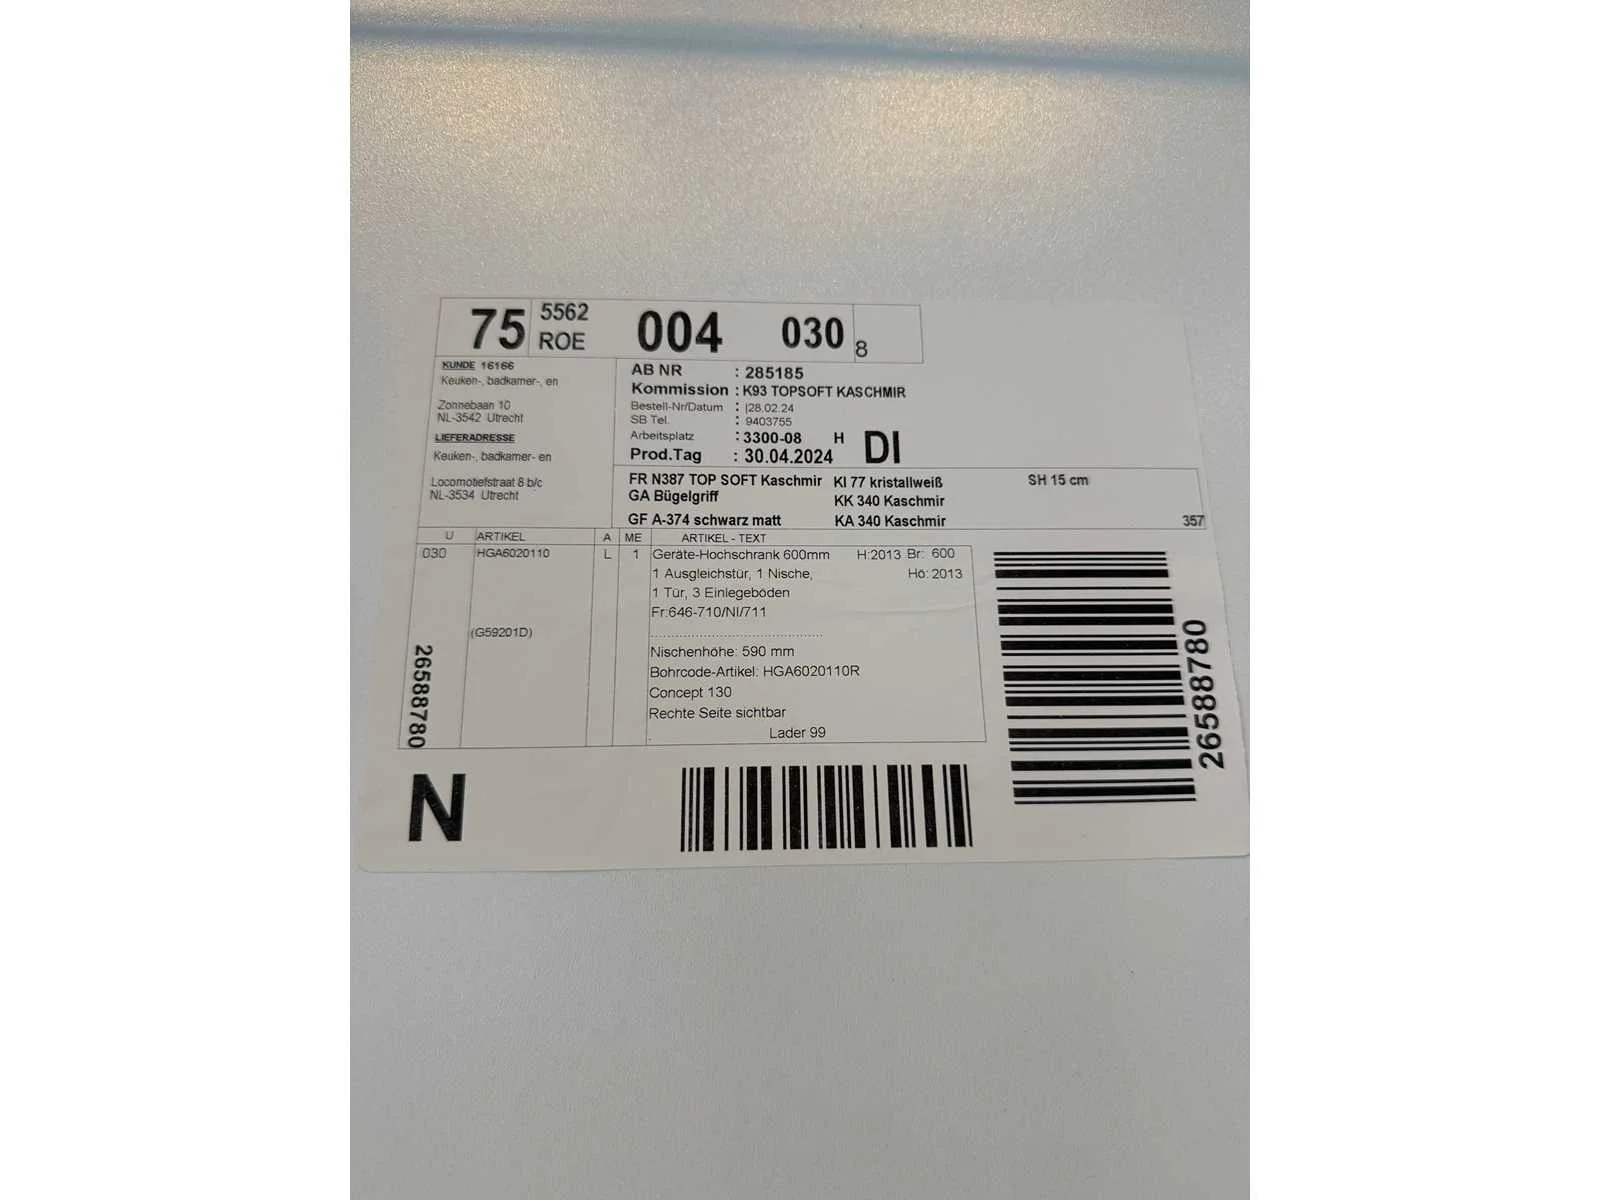 75 5562 ROE 004 030 8
KUNDE 16166
Keuken-, badkamer-, en
Zonnebaan 10
NL-3542 Utrecht
LIEFERADRESSE
Keuken-, badkamer- en
Locomotiefstraat 8 b/c
NL-3534 Utrecht
AB NR : 285185
Kommission : K93 TOPSOFT KASCHMIR
Bestell-Nr/Datum : |28.02.24
SB Tel. : 9403755
Arbeitsplatz : 3300-08 H DI
Prod.Tag : 30.04.2024
FR N387 TOP SOFT Kaschmir KI 77 kristallweiß SH 15 cm
GA Bügelgriff KK 340 Kaschmir
GF A-374 schwarz matt KA 340 Kaschmir 357
U ARTIKEL A ME ARTIKEL - TEXT
030 HGA6020110 L 1 Geräte-Hochschrank 600mm H:2013 Br: 600
1 Ausgleichstür, 1 Nische, Hö: 2013
1 Tür, 3 Einlegeböden
Fr:646-710/NI/711
(G59201D)
Nischenhöhe: 590 mm
Bohrcode-Artikel: HGA6020110R
Concept 130
Rechte Seite sichtbar
Lader 99
26588780
26588780
N